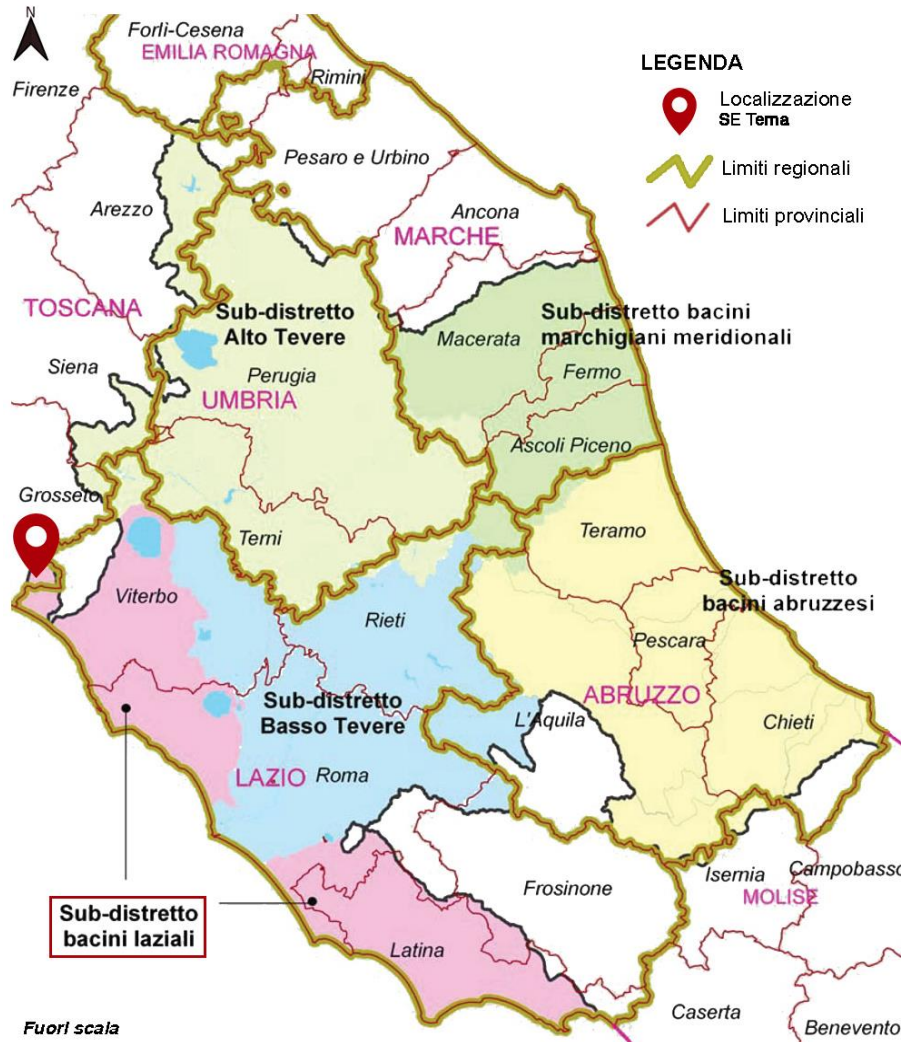 N
Forlì-Cesena
EMILIA ROMAGNA
Rimini
Firenze
LEGENDA
Localizzazione
SE Terna
Limiti regionali
Limiti provinciali
Pesaro e Urbino
Arezzo
Ancona
MARCHE
TOSCANA
Sub-distretto
Alto Tevere
Sub-distretto bacini
marchigiani meridionali
Macerata
Siena
Perugia
Fermo
UMBRIA
Ascoli Piceno
Grosseto
Terni
Teramo
Viterbo
Sub-distretto
bacini abruzzesi
Rieti
Pescara
ABRUZZO
Sub-distretto
Basso Tevere
L'Aquila
Chieti
LAZIO
Roma
Isernia
Campobasso
MOLISE
Frosinone
Sub-distretto
bacini laziali
Latina
Caserta
Benevento
Fuori scala